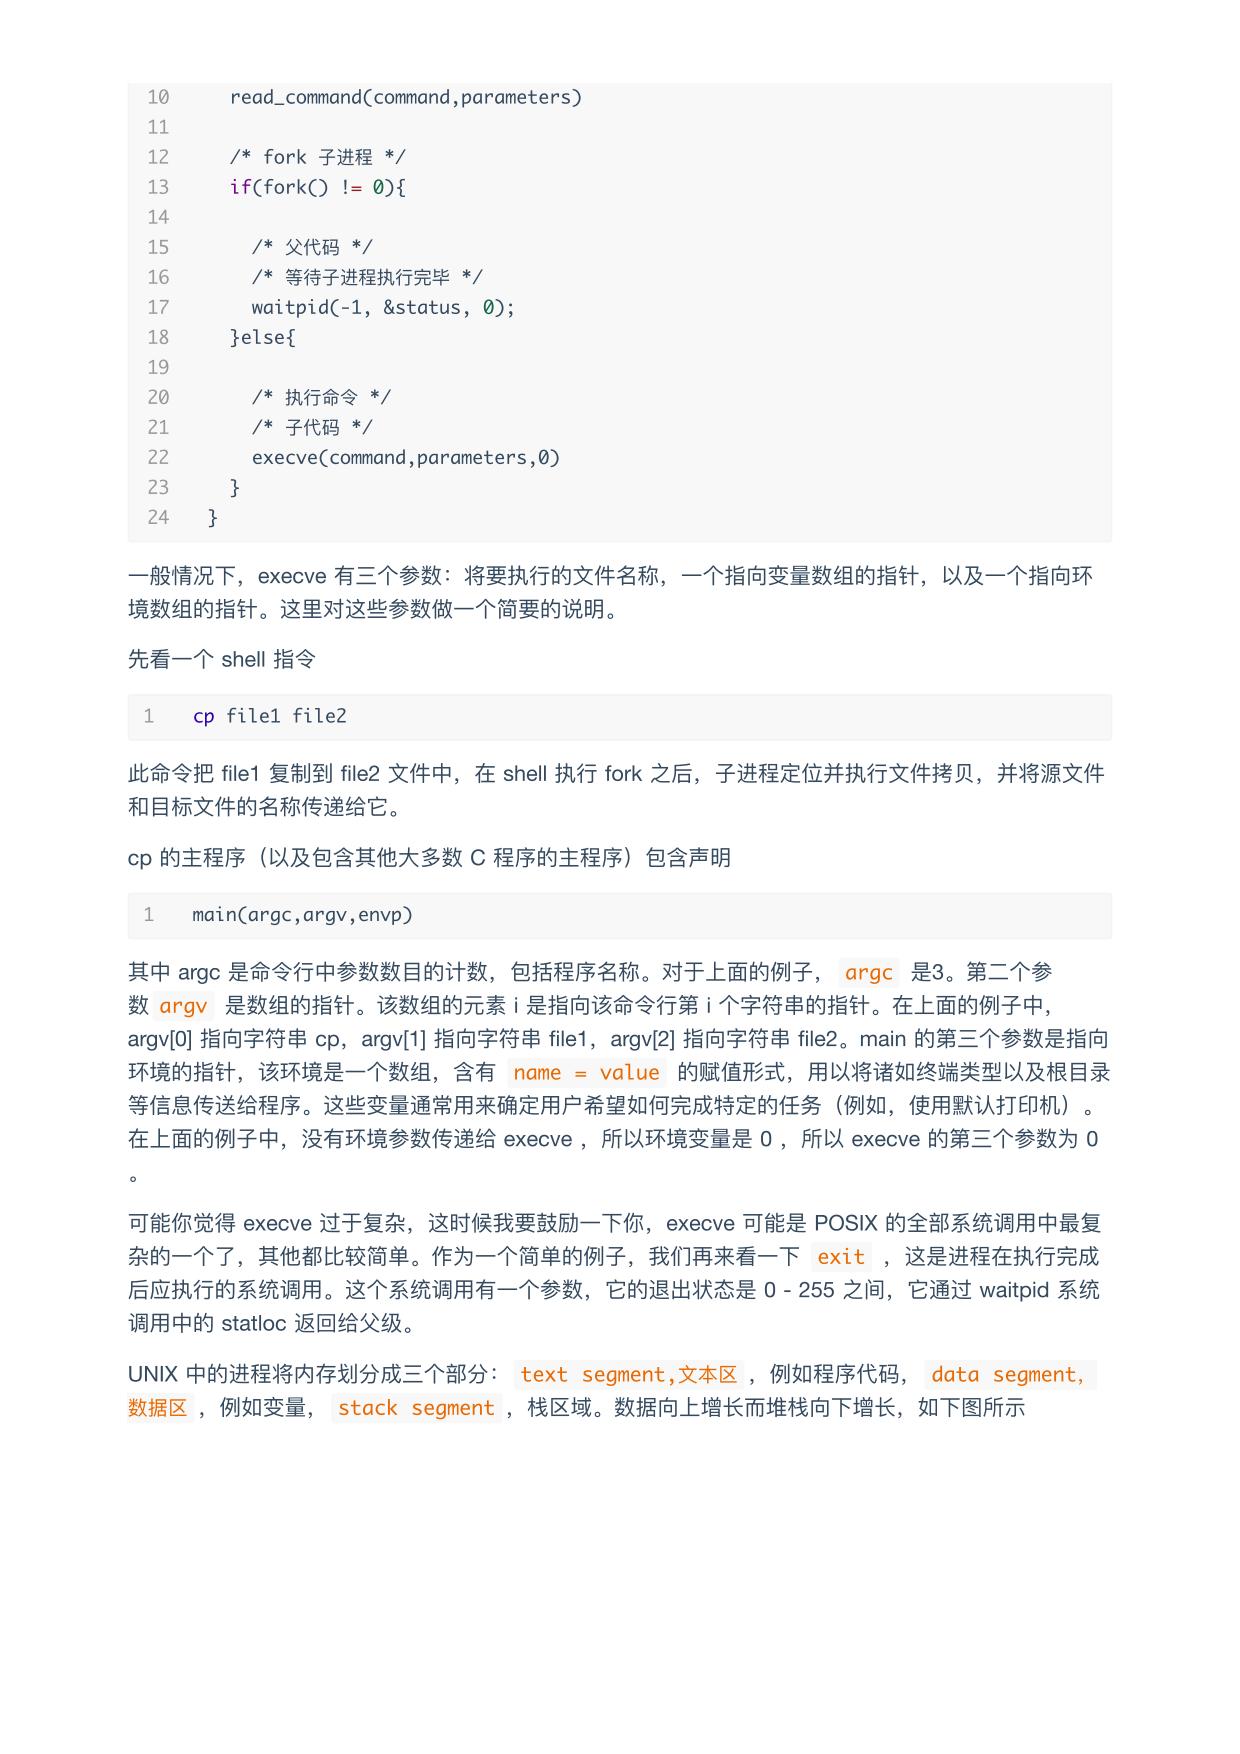 10 read_command(command,parameters)
11
12 /* fork 子进程 */
13 if(fork() != 0){
14
15 /* 父代码 */
16 /* 等待子进程执行完毕 */
17 waitpid(-1, &status, 0);
18 }else{
19
20 /* 执行命令 */
21 /* 子代码 */
22 execve(command,parameters,0)
23 }
24 }
一般情况下，execve 有三个参数：将要执行的文件名称，一个指向变量数组的指针，以及一个指向环
境数组的指针。这里对这些参数做一个简要的说明。
先看一个 shell 指令
1 cp file1 file2
此命令把 file1 复制到 file2 文件中，在 shell 执行 fork 之后，子进程定位并执行文件拷贝，并将源文件
和目标文件的名称传递给它。
cp 的主程序（以及包含其他大多数 C 程序的主程序）包含声明
1 main(argc,argv,envp)
其中 argc 是命令行中参数数目的计数，包括程序名称。对于上面的例子， argc 是3。第二个参
数 argv 是数组的指针。该数组的元素 i 是指向该命令行第 i 个字符串的指针。在上面的例子中，
argv[0] 指向字符串 cp，argv[1] 指向字符串 file1，argv[2] 指向字符串 file2。main 的第三个参数是指向
环境的指针，该环境是一个数组，含有 name = value 的赋值形式，用以将诸如终端类型以及根目录
等信息传送给程序。这些变量通常用来确定用户希望如何完成特定的任务（例如，使用默认打印机）。
在上面的例子中，没有环境参数传递给 execve ，所以环境变量是 0 ，所以 execve 的第三个参数为 0
。
可能你觉得 execve 过于复杂，这时候我要鼓励一下你，execve 可能是 POSIX 的全部系统调用中最复
杂的一个了，其他都比较简单。作为一个简单的例子，我们再来看一下 exit ，这是进程在执行完成
后应执行的系统调用。这个系统调用有一个参数，它的退出状态是 0 - 255 之间，它通过 waitpid 系统
调用中的 statloc 返回给父级。
UNIX 中的进程将内存划分成三个部分： text segment,文本区 ，例如程序代码， data segment，
数据区 ，例如变量， stack segment ，栈区域。数据向上增长而堆栈向下增长，如下图所示